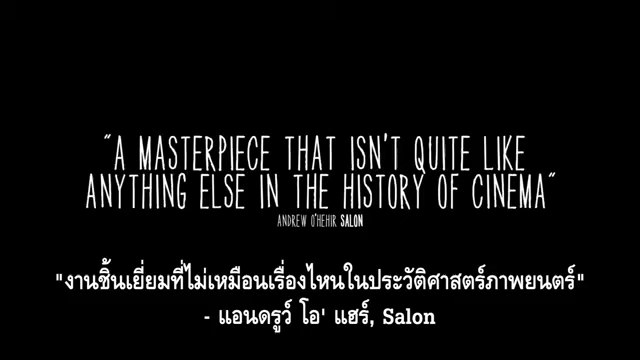 "A MASTERPIECE THAT ISN'T QUITE LIKE
ANYTHING ELSE IN THE HISTORY OF CINEMA"
ANDREW O'HEHIR SALON
"งานชิ้นเยี่ยมที่ไม่เหมือนเรื่องไหนในประวัติศาสตร์ภาพยนตร์"
- แอนดรูว์ โอ' แฮร์, Salon